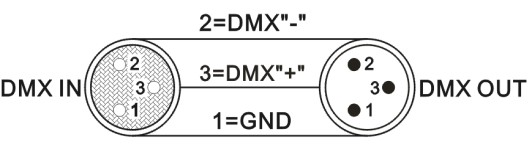 2=DMX"-"
DMX IN
2
3
1
3=DMX"+"
2
3
1
DMX OUT
1=GND